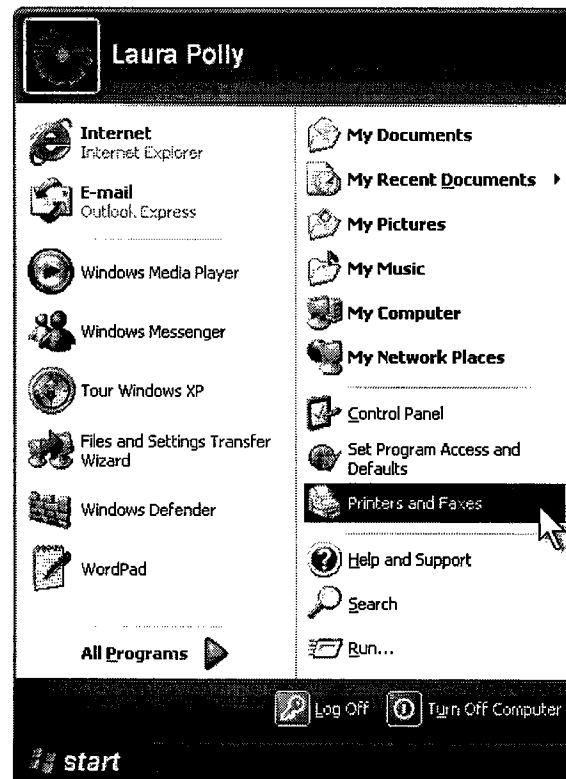 Laura Polly
Internet
Internet Explorer
E-mail
Outlook Express
Windows Media Player
Windows Messenger
Tour Windows XP
Files and Settings Transfer
Wizard
Windows Defender
WordPad
All Programs
My Documents
My Recent Documents
My Pictures
My Music
My Computer
My Network Places
Control Panel
Set Program Access and
Defaults
Printers and Faxes
Help and Support
Search
Run...
Log Off
Turn Off Computer
start